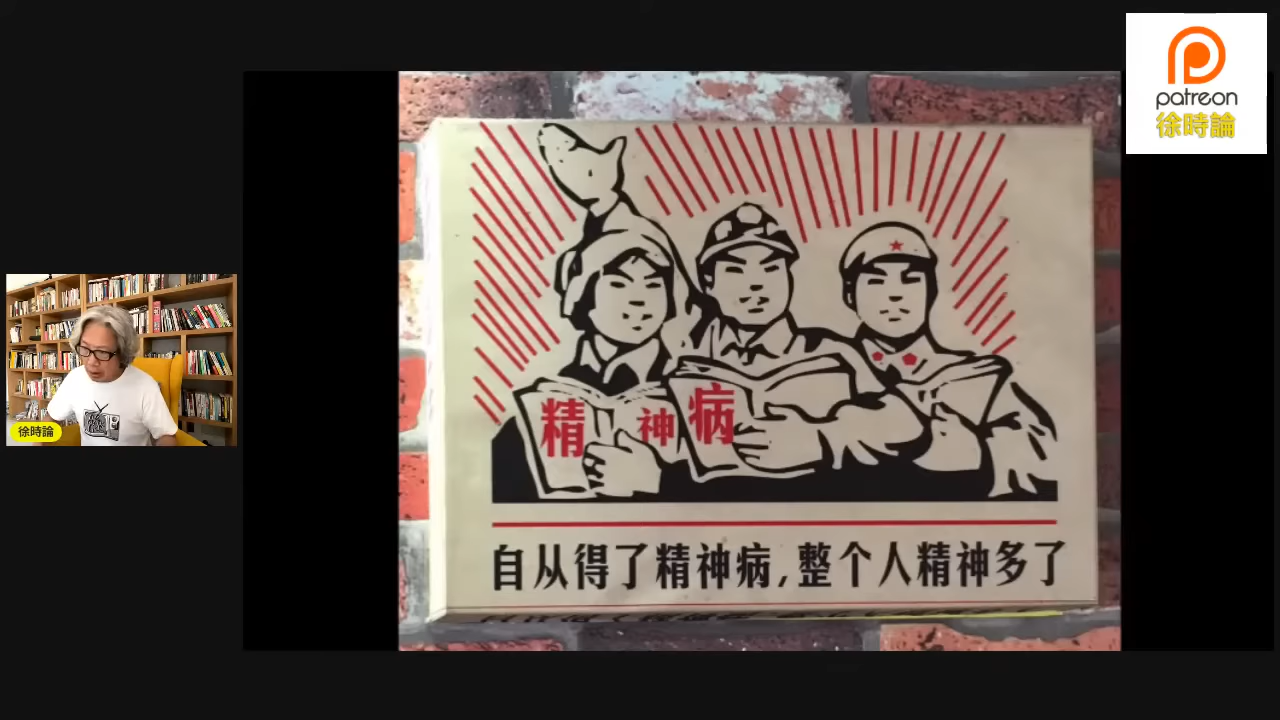 patreon
徐時論
精
神
病
自从得了精神病,整个人精神多了
徐時論